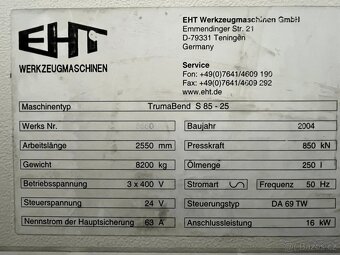 EHT
WERKZEUGMASCHINEN
EHT Werkzeugmaschinen GmbH
Emmendinger Str. 21
D-79331 Teningen
Germany
Service
Fon: +49(0)7641/4609 190
Fax: +49(0)7641/4609 292
www.eht.de
Maschinentyp TrumaBend S 85 - 25
Werks Nr. Baujahr 2004
Arbeitslänge 2550 mm Presskraft 850 kN
Gewicht 8200 kg Ölmenge 250 l
Betriebsspannung 3 x 400 V Stromart Frequenz 50 Hz
Steuerspannung 24 V Steuerungstyp DA 69 TW
Nennstrom der Hauptsicherung 63 A Anschlussleistung 16 kW